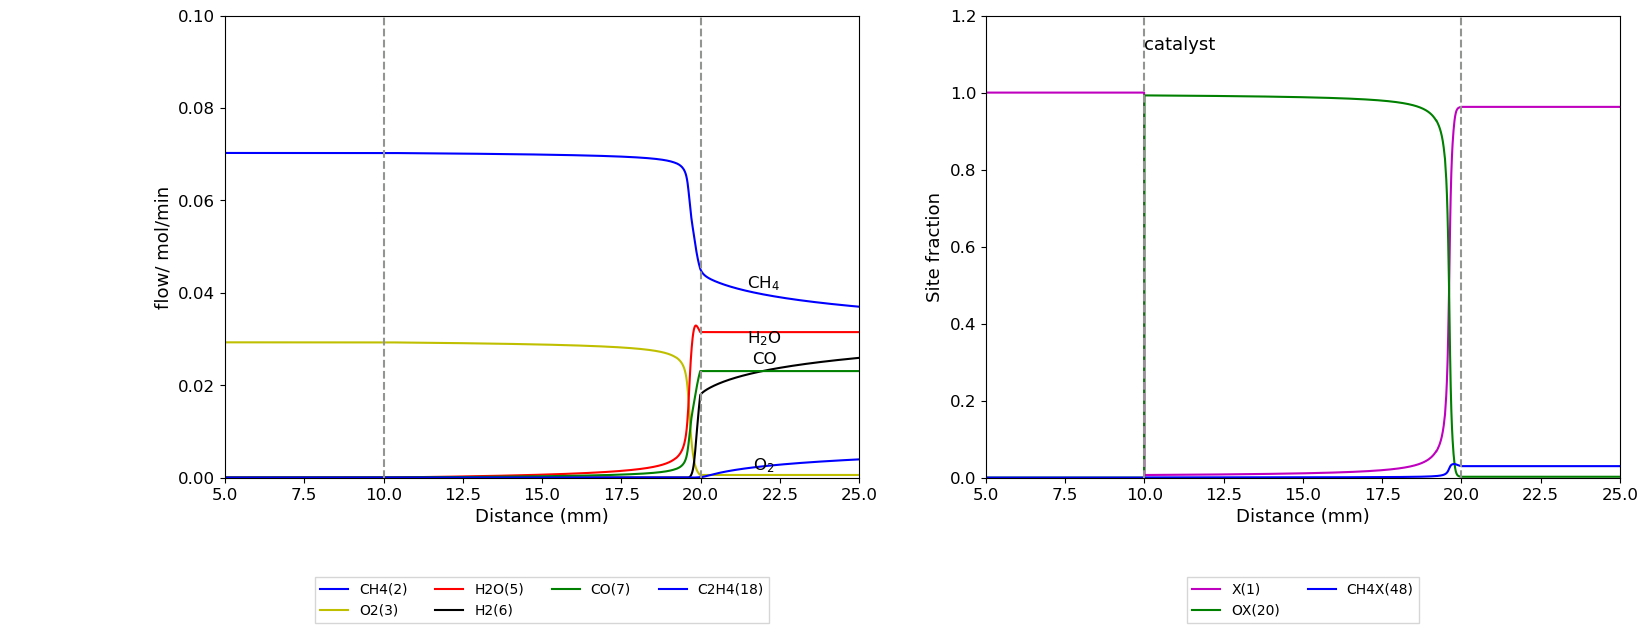 0.10
0.08
0.06
0.04
0.02
0.00
flow/ mol/min
CH4
H2O
CO
O2
5.0 7.5 10.0 12.5 15.0 17.5 20.0 22.5 25.0
Distance (mm)
CH4(2) H2O(5) CO(7) C2H4(18)
O2(3) H2(6)
1.2
1.0
0.8
0.6
0.4
0.2
0.0
Site fraction
catalyst
5.0 7.5 10.0 12.5 15.0 17.5 20.0 22.5 25.0
Distance (mm)
X(1) CH4X(48)
OX(20)